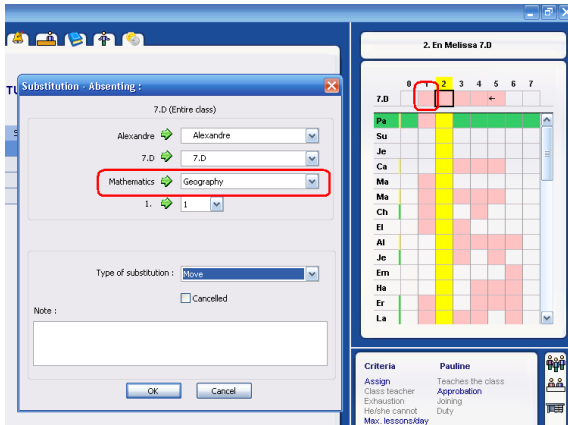 Substitution - Absenting :
7.D (Entire class)
Alexandre Alexandre
7.D 7.D
Mathematics Geography
1. 1
Type of substitution : Move
Cancelled
Note :
OK Cancel
2. En Melissa 7.D
0 1 2 3 4 5 6 7
7.D ←
Pa
Su
Je
Ca
Ma
Ma
Ch
El
Al
Je
Em
Ha
Er
La
Criteria Pauline
Assign Teaches the class
Class teacher Approbation
Exhaustion Joining
He/she cannot Duty
Max. lessons/day